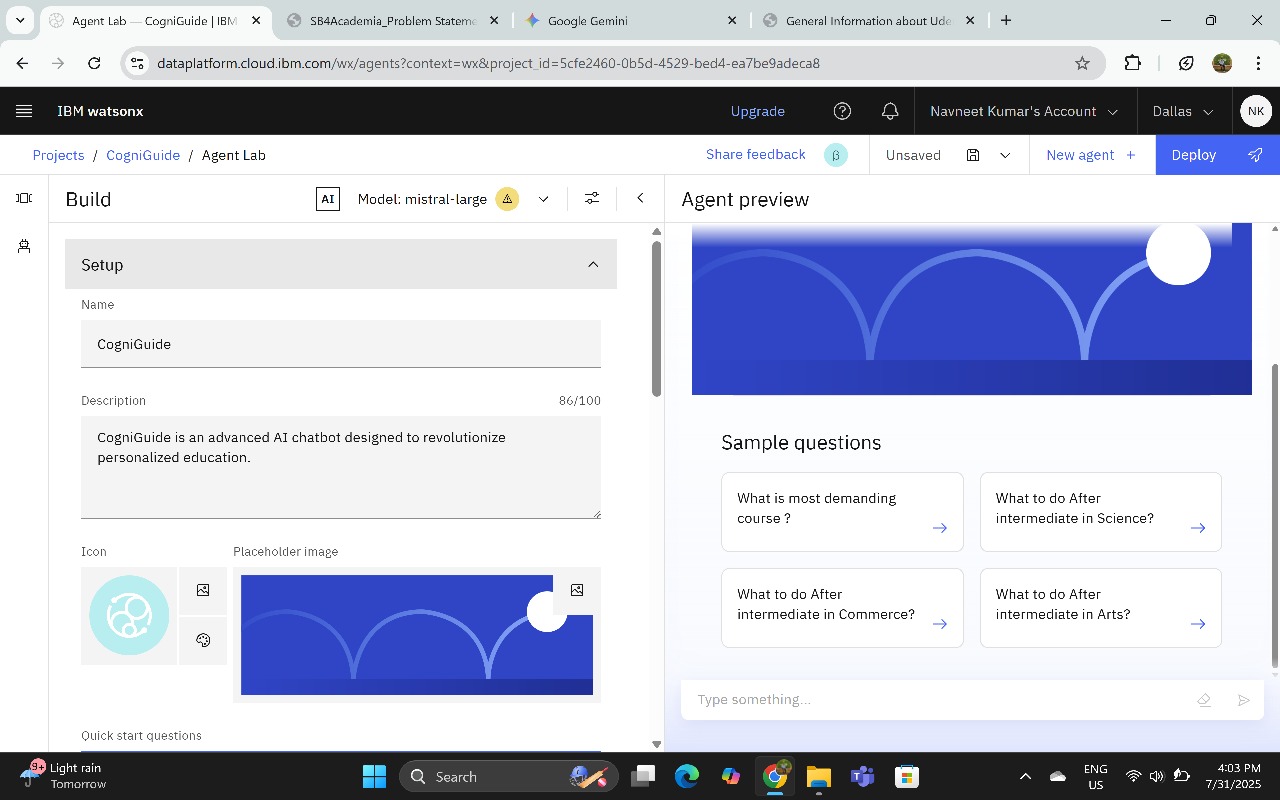 Agent Lab — CogniGuide | IBM
SB4Academia_Problem Stateme
Google Gemini
General Information about Ude
dataplatform.cloud.ibm.com/wx/agents?context=wx&project_id=5cfe2460-0b5d-4529-bed4-ea7be9adeca8
IBM watsonx
Upgrade
Navneet Kumar's Account
Dallas
NK
Projects / CogniGuide / Agent Lab
Share feedback
β
Unsaved
New agent +
Deploy
Build
AI
Model: mistral-large
Agent preview
Setup
Name
CogniGuide
Description
86/100
CogniGuide is an advanced AI chatbot designed to revolutionize
personalized education.
Icon
Placeholder image
Quick start questions
Sample questions
What is most demanding
course ?
What to do After
intermediate in Science?
What to do After
intermediate in Commerce?
What to do After
intermediate in Arts?
Type something...
9+
Light rain
Tomorrow
Search
ENG
US
4:03 PM
7/31/2025